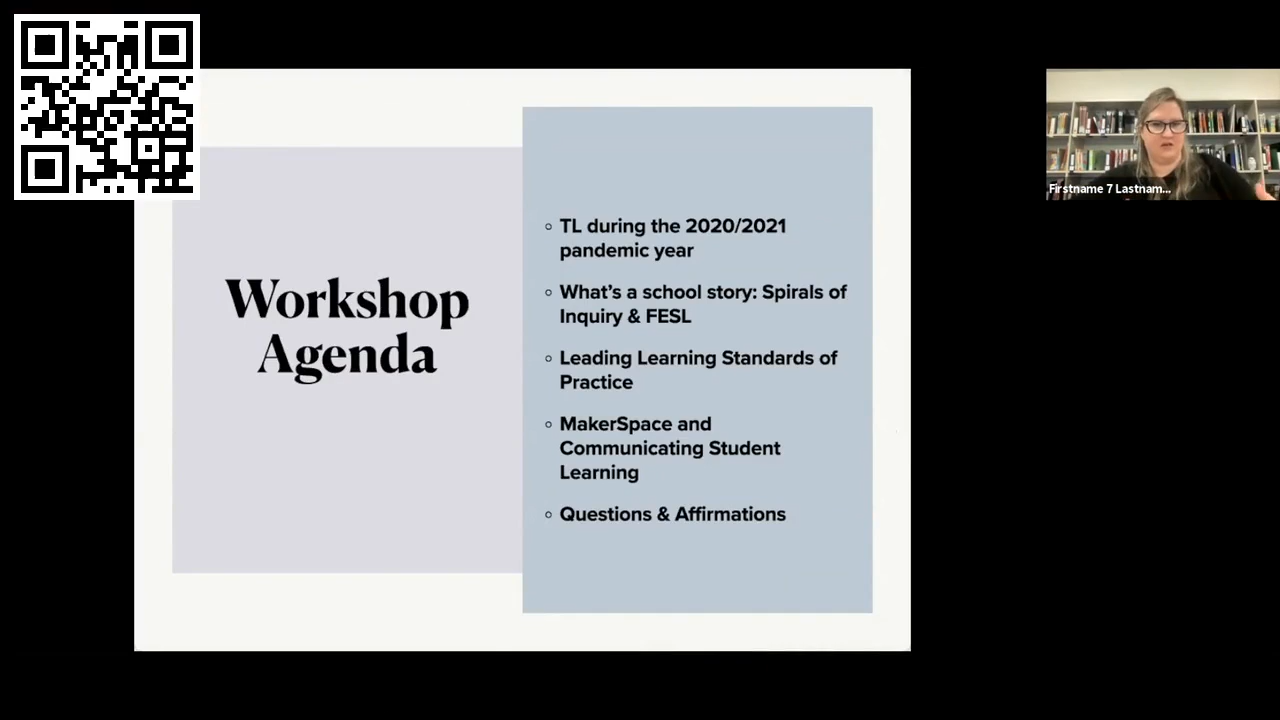 Workshop
Agenda
TL during the 2020/2021
pandemic year
What’s a school story: Spirals of
Inquiry & FESL
Leading Learning Standards of
Practice
MakerSpace and
Communicating Student
Learning
Questions & Affirmations
Firstname 7 Lastnam...